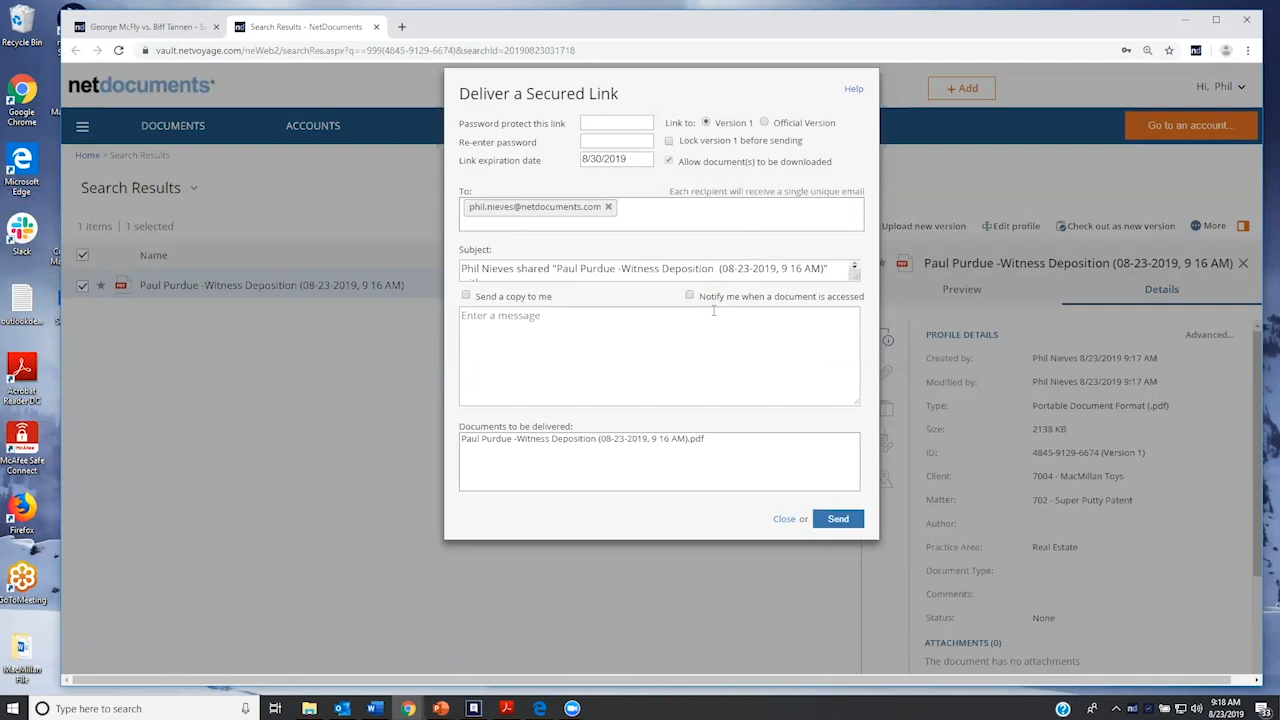 Recycle Bin
Google Chrome
Microsoft Edge
Slack
Outlookdata...
Acrobat Reader DC
McAfee Safe Connect
Firefox
GoToMeeting
MacMillan File
George McFly vs. Biff Tannen - S
Search Results - NetDocuments
vault.netvoyage.com/neWeb2/searchRes.aspx?q==999(4845-9129-6674)&searchId=20190823031718
netdocuments
+ Add
Hi, Phil
DOCUMENTS
ACCOUNTS
Go to an account...
Home > Search Results
Search Results
1 items | 1 selected
Upload new version
Edit profile
Check out as new version
More
Name
Paul Purdue -Witness Deposition (08-23-2019, 9 16 AM)
Deliver a Secured Link
Help
Password protect this link
Link to: Version 1 Official Version
Re-enter password
Lock version 1 before sending
Link expiration date
8/30/2019
Allow document(s) to be downloaded
To:
Each recipient will receive a single unique email
phil.nieves@netdocuments.com
Subject:
Phil Nieves shared "Paul Purdue -Witness Deposition (08-23-2019, 9 16 AM)"
Send a copy to me
Notify me when a document is accessed
Enter a message
Documents to be delivered:
Paul Purdue -Witness Deposition (08-23-2019, 9 16 AM).pdf
Close or Send
Paul Purdue -Witness Deposition (08-23-2019, 9 16 AM)
Preview
Details
PROFILE DETAILS
Advanced...
Created by: Phil Nieves 8/23/2019 9:17 AM
Modified by: Phil Nieves 8/23/2019 9:17 AM
Type: Portable Document Format (.pdf)
Size: 2138 KB
ID: 4845-9129-6674 (Version 1)
Client: 7004 - MacMillan Toys
Matter: 702 - Super Putty Patent
Author:
Practice Area: Real Estate
Document Type:
Comments:
Status: None
ATTACHMENTS (0)
The document has no attachments
Type here to search
9:18 AM
8/23/2019